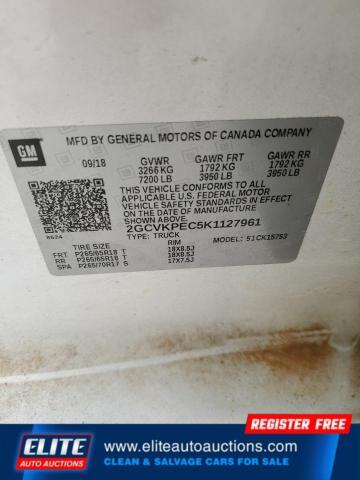 GM
MFD BY GENERAL MOTORS OF CANADA COMPANY
09/18 GVWR GAWR FRT GAWR RR
3266 KG 1792 KG 1792 KG
7200 LB 3950 LB 3950 LB
THIS VEHICLE CONFORMS TO ALL
APPLICABLE U.S. FEDERAL MOTOR
VEHICLE SAFETY STANDARDS IN EFFECT
ON THE DATE OF MANUFACTURE
SHOWN ABOVE.
2GCVKPEC5K1127961
8624 TYPE: TRUCK MODEL: 51CK15753
TIRE SIZE RIM
FRT P265/65R18 T 18X8.5J
RR P265/65R18 T 18X8.5J
SPA P265/70R17 S 17X7.5J
ELITE
AUTO AUCTIONS
REGISTER FREE
www.eliteautoauctions.com
CLEAN & SALVAGE CARS FOR SALE